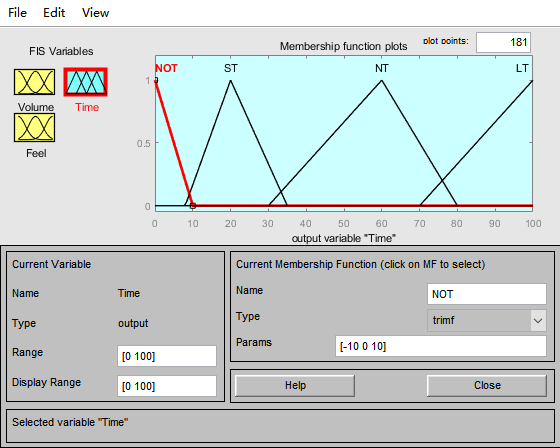 File Edit View
FIS Variables
Volume
Time
Feel
Membership function plots
plot points:
181
NOT ST NT LT
1
0.5
0
0 10 20 30 40 50 60 70 80 90 100
output variable "Time"
Current Variable
Name Time
Type output
Range [0 100]
Display Range [0 100]
Current Membership Function (click on MF to select)
Name NOT
Type trimf
Params [-10 0 10]
Help Close
Selected variable "Time"